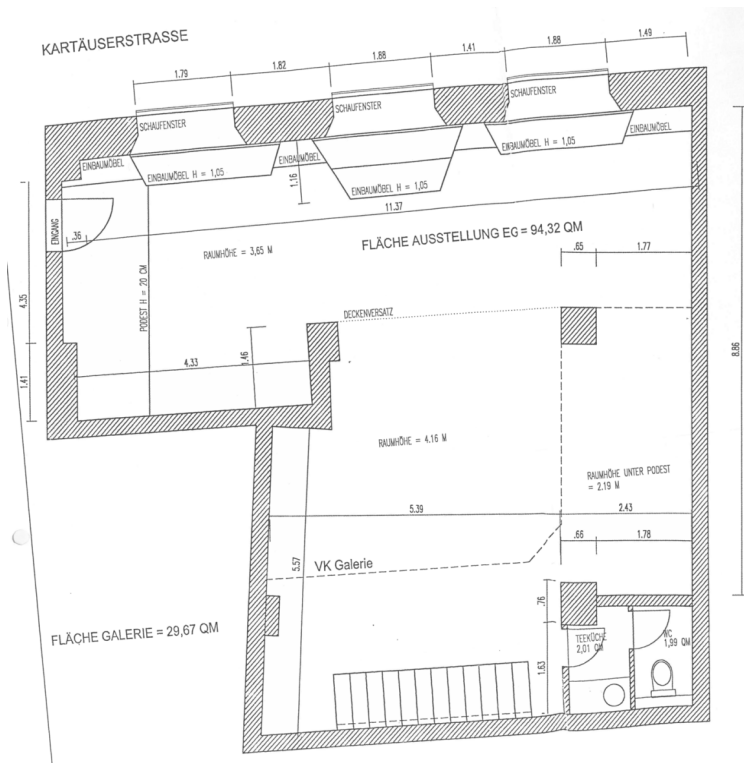 KARTÄUSERSTRASSE
1.79
1.82
1.88
1.41
1.88
1.49
SCHAUFENSTER
SCHAUFENSTER
SCHAUFENSTER
EINBAUMÖBEL
EINBAUMÖBEL H = 1,05
EINBAUMÖBEL
1.16
EINBAUMÖBEL H = 1,05
EINBAUMÖBEL H = 1,05
EINBAUMÖBEL
11.37
EINGANG
.36
RAUMHÖHE = 3,65 M
FLÄCHE AUSSTELLUNG EG = 94,32 QM
.65
1.77
PODEST H = 20 CM
4.35
DECKENVERSATZ
1.46
4.33
1.41
8.86
RAUMHÖHE = 4,16 M
RAUMHÖHE UNTER PODEST
= 2,19 M
5.39
2.43
.66
1.78
5.57
VK Galerie
.76
FLÄCHE GALERIE = 29,67 QM
TEEKÜCHE
2,01 QM
WC
1,99 QM
1.63